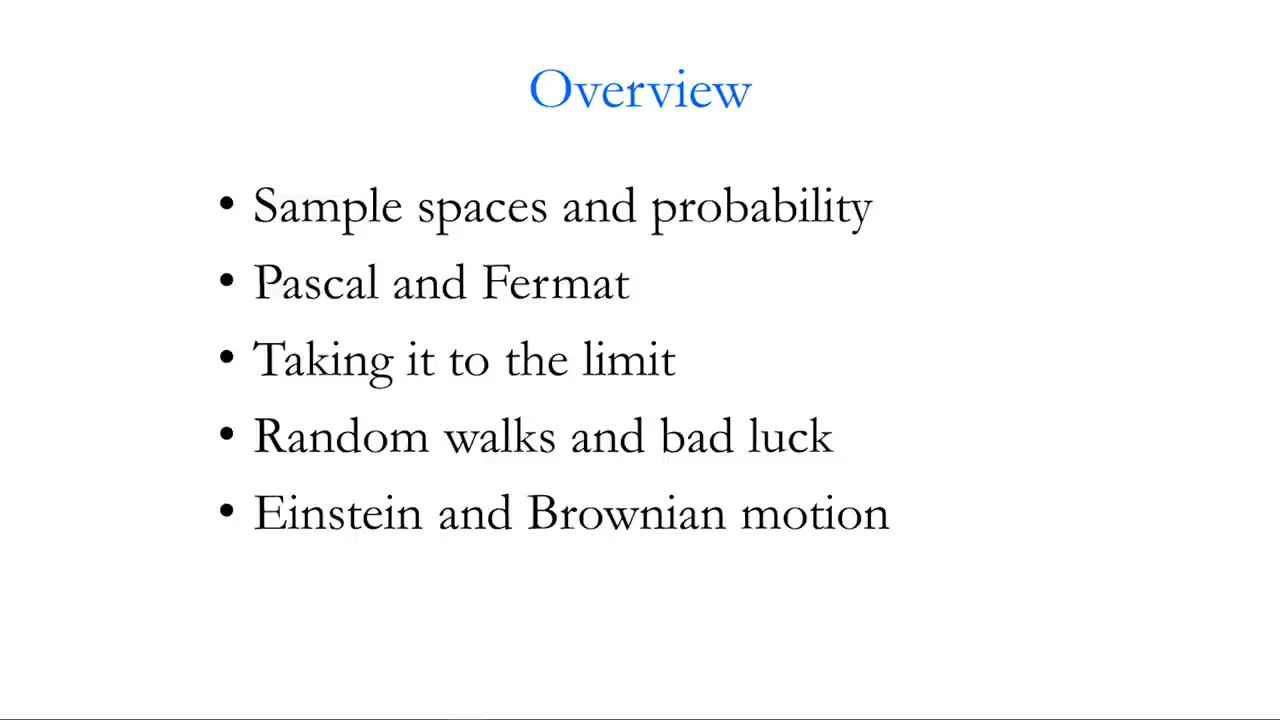 Overview
• Sample spaces and probability
• Pascal and Fermat
• Taking it to the limit
• Random walks and bad luck
• Einstein and Brownian motion